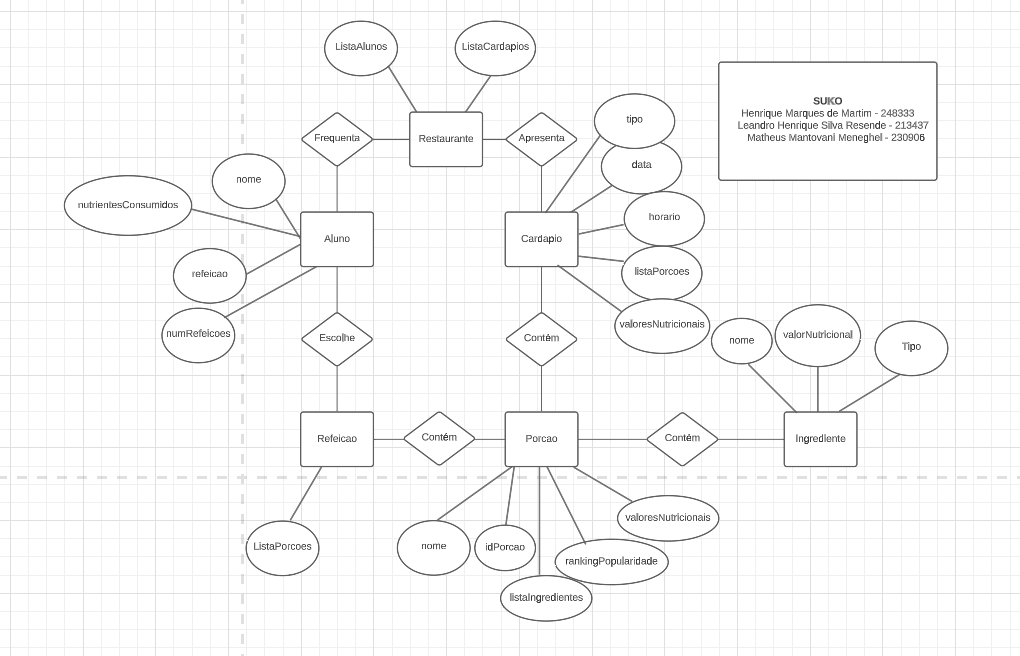 ListaAlunos
ListaCardapios
Frequenta
Restaurante
Apresenta
tipo
data
horario
listaPorcoes
valoresNutricionais
SUKO
Henrique Marques de Martim - 248333
Leandro Henrique Silva Resende - 213437
Matheus Mantovani Meneghel - 230906
nome
nutrientesConsumidos
Aluno
Cardapio
refeicao
numRefeicoes
Escolhe
Contém
nome
valorNutricional
Tipo
Refeicao
Contém
Porcao
Contém
Ingrediente
ListaPorcoes
nome
idPorcao
listaIngredientes
rankingPopularidade
valoresNutricionais